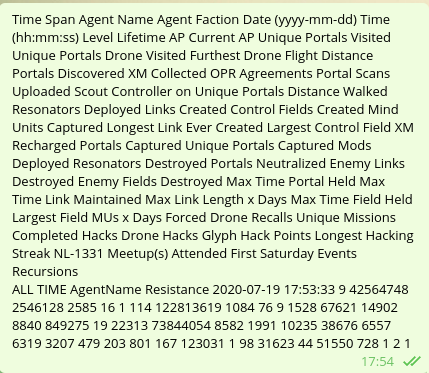 Time Span Agent Name Agent Faction Date (yyyy-mm-dd) Time
(hh:mm:ss) Level Lifetime AP Current AP Unique Portals Visited
Unique Portals Drone Visited Furthest Drone Flight Distance
Portals Discovered XM Collected OPR Agreements Portal Scans
Uploaded Scout Controller on Unique Portals Distance Walked
Resonators Deployed Links Created Control Fields Created Mind
Units Captured Longest Link Ever Created Largest Control Field XM
Recharged Portals Captured Unique Portals Captured Mods
Deployed Resonators Destroyed Portals Neutralized Enemy Links
Destroyed Enemy Fields Destroyed Max Time Portal Held Max
Time Link Maintained Max Link Length x Days Max Time Field Held
Largest Field MUs x Days Forced Drone Recalls Unique Missions
Completed Hacks Drone Hacks Glyph Hack Points Longest Hacking
Streak NL-1331 Meetup(s) Attended First Saturday Events
Recursions
ALL TIME AgentName Resistance 2020-07-19 17:53:33 9 42564748
2546128 2585 16 1 114 122813619 1084 76 9 1528 67621 14902
8840 849275 19 22313 73844054 8582 1991 10235 38676 6557
6319 3207 479 203 801 167 123031 1 98 31623 44 51550 728 1 2 1
17:54